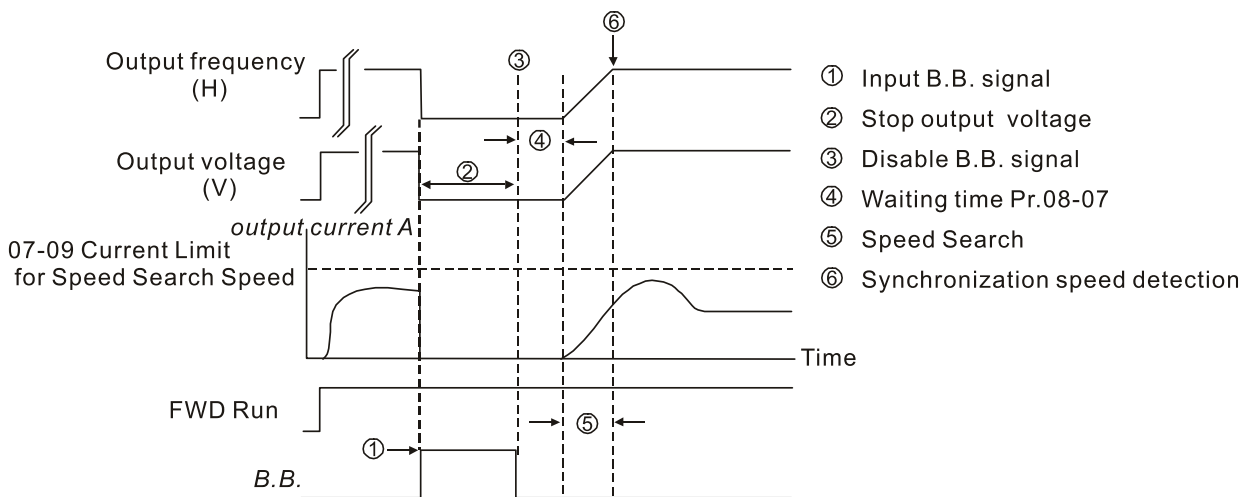 ⑥
Output frequency
(H)
③
④
Output voltage
(V)
②
output current A
07-09 Current Limit
for Speed Search Speed
Time
FWD Run
⑤
①
B.B.
① Input B.B. signal
② Stop output voltage
③ Disable B.B. signal
④ Waiting time Pr.08-07
⑤ Speed Search
⑥ Synchronization speed detection